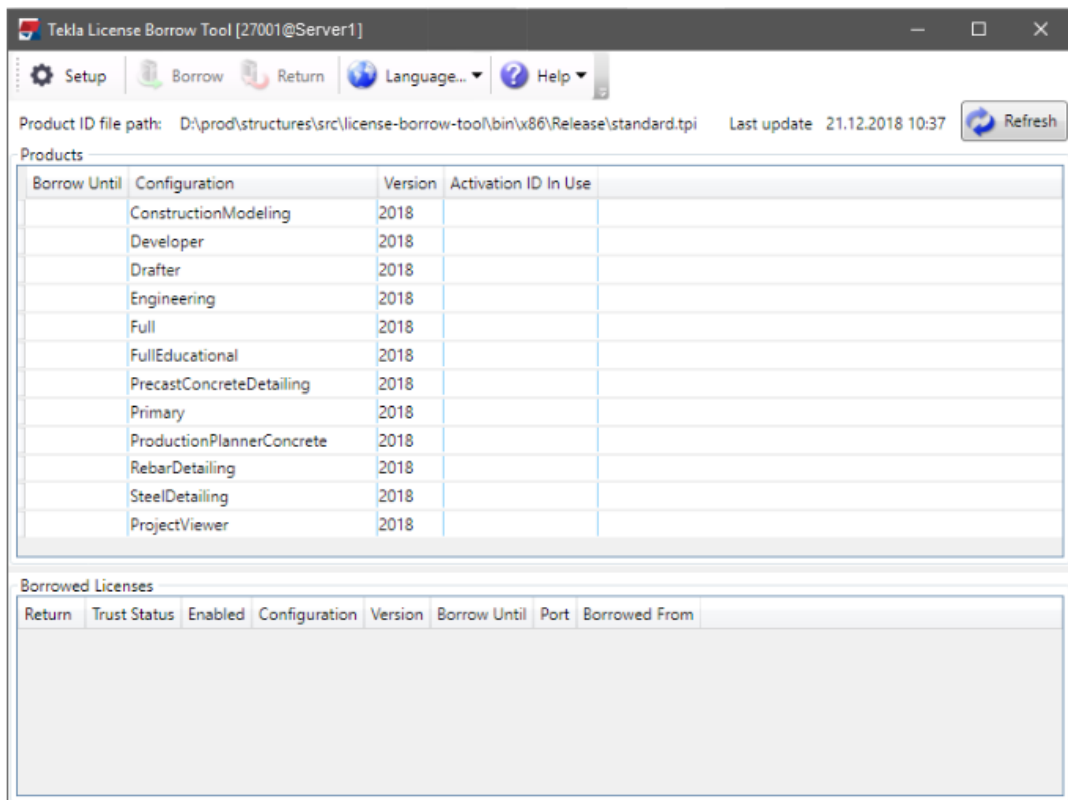 Tekla License Borrow Tool [27001@Server1]
Setup Borrow Return Language... Help
Product ID file path: D:\prod\structures\src\license-borrow-tool\bin\x86\Release\standard.tpi Last update 21.12.2018 10:37 Refresh
Products
Borrow Until Configuration Version Activation ID In Use
ConstructionModeling 2018
Developer 2018
Drafter 2018
Engineering 2018
Full 2018
FullEducational 2018
PrecastConcreteDetailing 2018
Primary 2018
ProductionPlannerConcrete 2018
RebarDetailing 2018
SteelDetailing 2018
ProjectViewer 2018
Borrowed Licenses
Return Trust Status Enabled Configuration Version Borrow Until Port Borrowed From